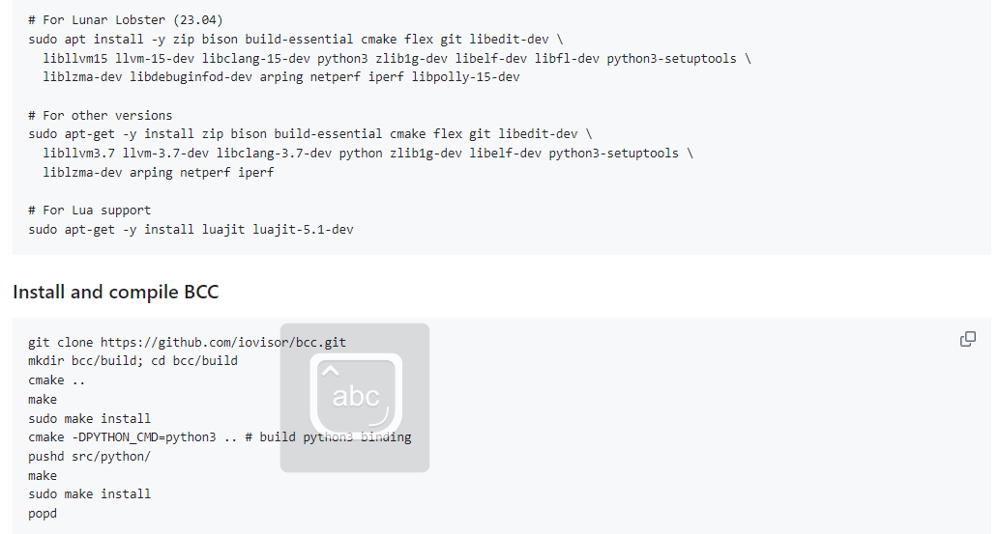 # For Lunar Lobster (23.04)
sudo apt install -y zip bison build-essential cmake flex git libedit-dev \
libllvm15 llvm-15-dev libclang-15-dev python3 zlib1g-dev libelf-dev libfl-dev python3-setuptools \
liblzma-dev libdebuginfod-dev arping netperf iperf libpolly-15-dev
# For other versions
sudo apt-get -y install zip bison build-essential cmake flex git libedit-dev \
libllvm3.7 llvm-3.7-dev libclang-3.7-dev python zlib1g-dev libelf-dev python3-setuptools \
liblzma-dev arping netperf iperf
# For Lua support
sudo apt-get -y install luajit luajit-5.1-dev
Install and compile BCC
git clone https://github.com/iovisor/bcc.git
mkdir bcc/build; cd bcc/build
cmake ..
make
abc
sudo make install
cmake -DPYTHON_CMD=python3 .. # build python3 binding
pushd src/python/
make
sudo make install
popd